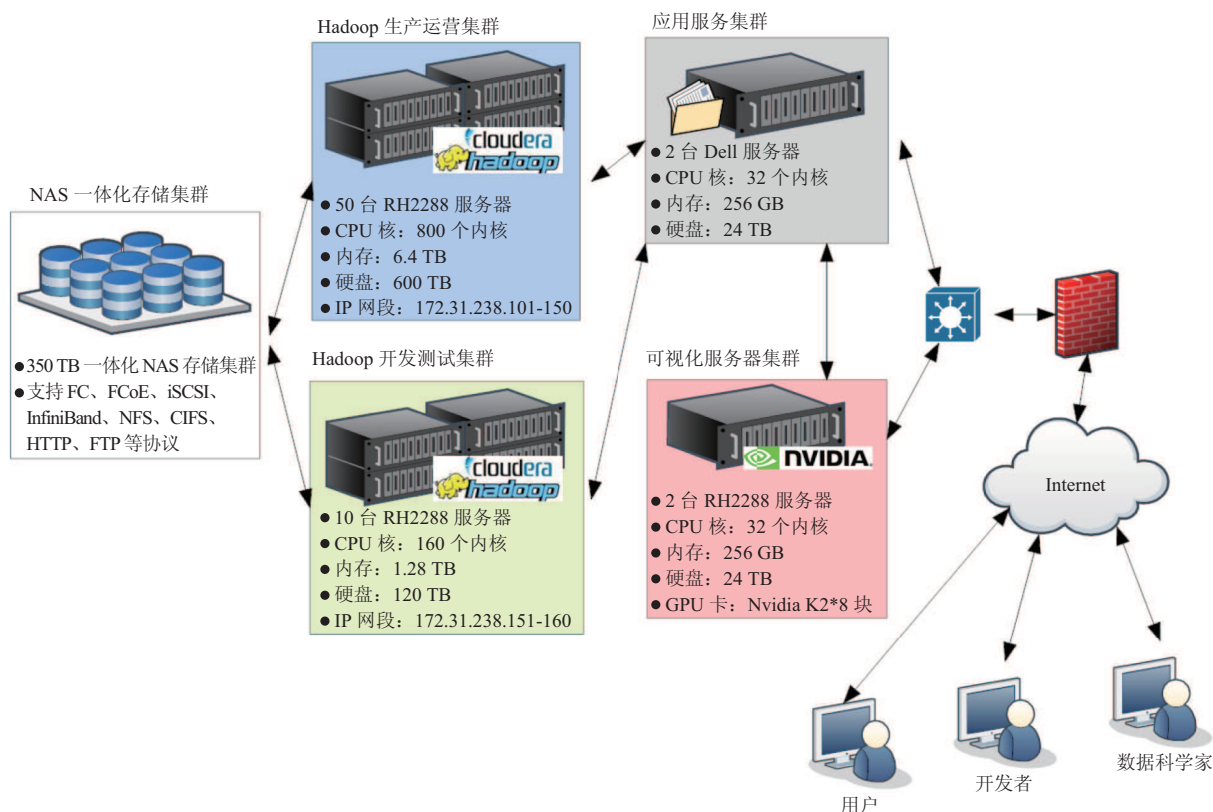 Hadoop 生产运营集群
cloudera
hadoop
● 50 台 RH2288 服务器
● CPU 核：800 个内核
● 内存：6.4 TB
● 硬盘：600 TB
● IP 网段：172.31.238.101-150
应用服务集群
● 2 台 Dell 服务器
● CPU 核：32 个内核
● 内存：256 GB
● 硬盘：24 TB
NAS 一体化存储集群
● 350 TB 一体化 NAS 存储集群
● 支持 FC、FCoE、iSCSI、
InfiniBand、NFS、CIFS、
HTTP、FTP 等协议
Hadoop 开发测试集群
cloudera
hadoop
● 10 台 RH2288 服务器
● CPU 核：160 个内核
● 内存：1.28 TB
● 硬盘：120 TB
● IP 网段：172.31.238.151-160
可视化服务器集群
NVIDIA.
● 2 台 RH2288 服务器
● CPU 核：32 个内核
● 内存：256 GB
● 硬盘：24 TB
● GPU 卡：Nvidia K2*8 块
Internet
用户
开发者
数据科学家